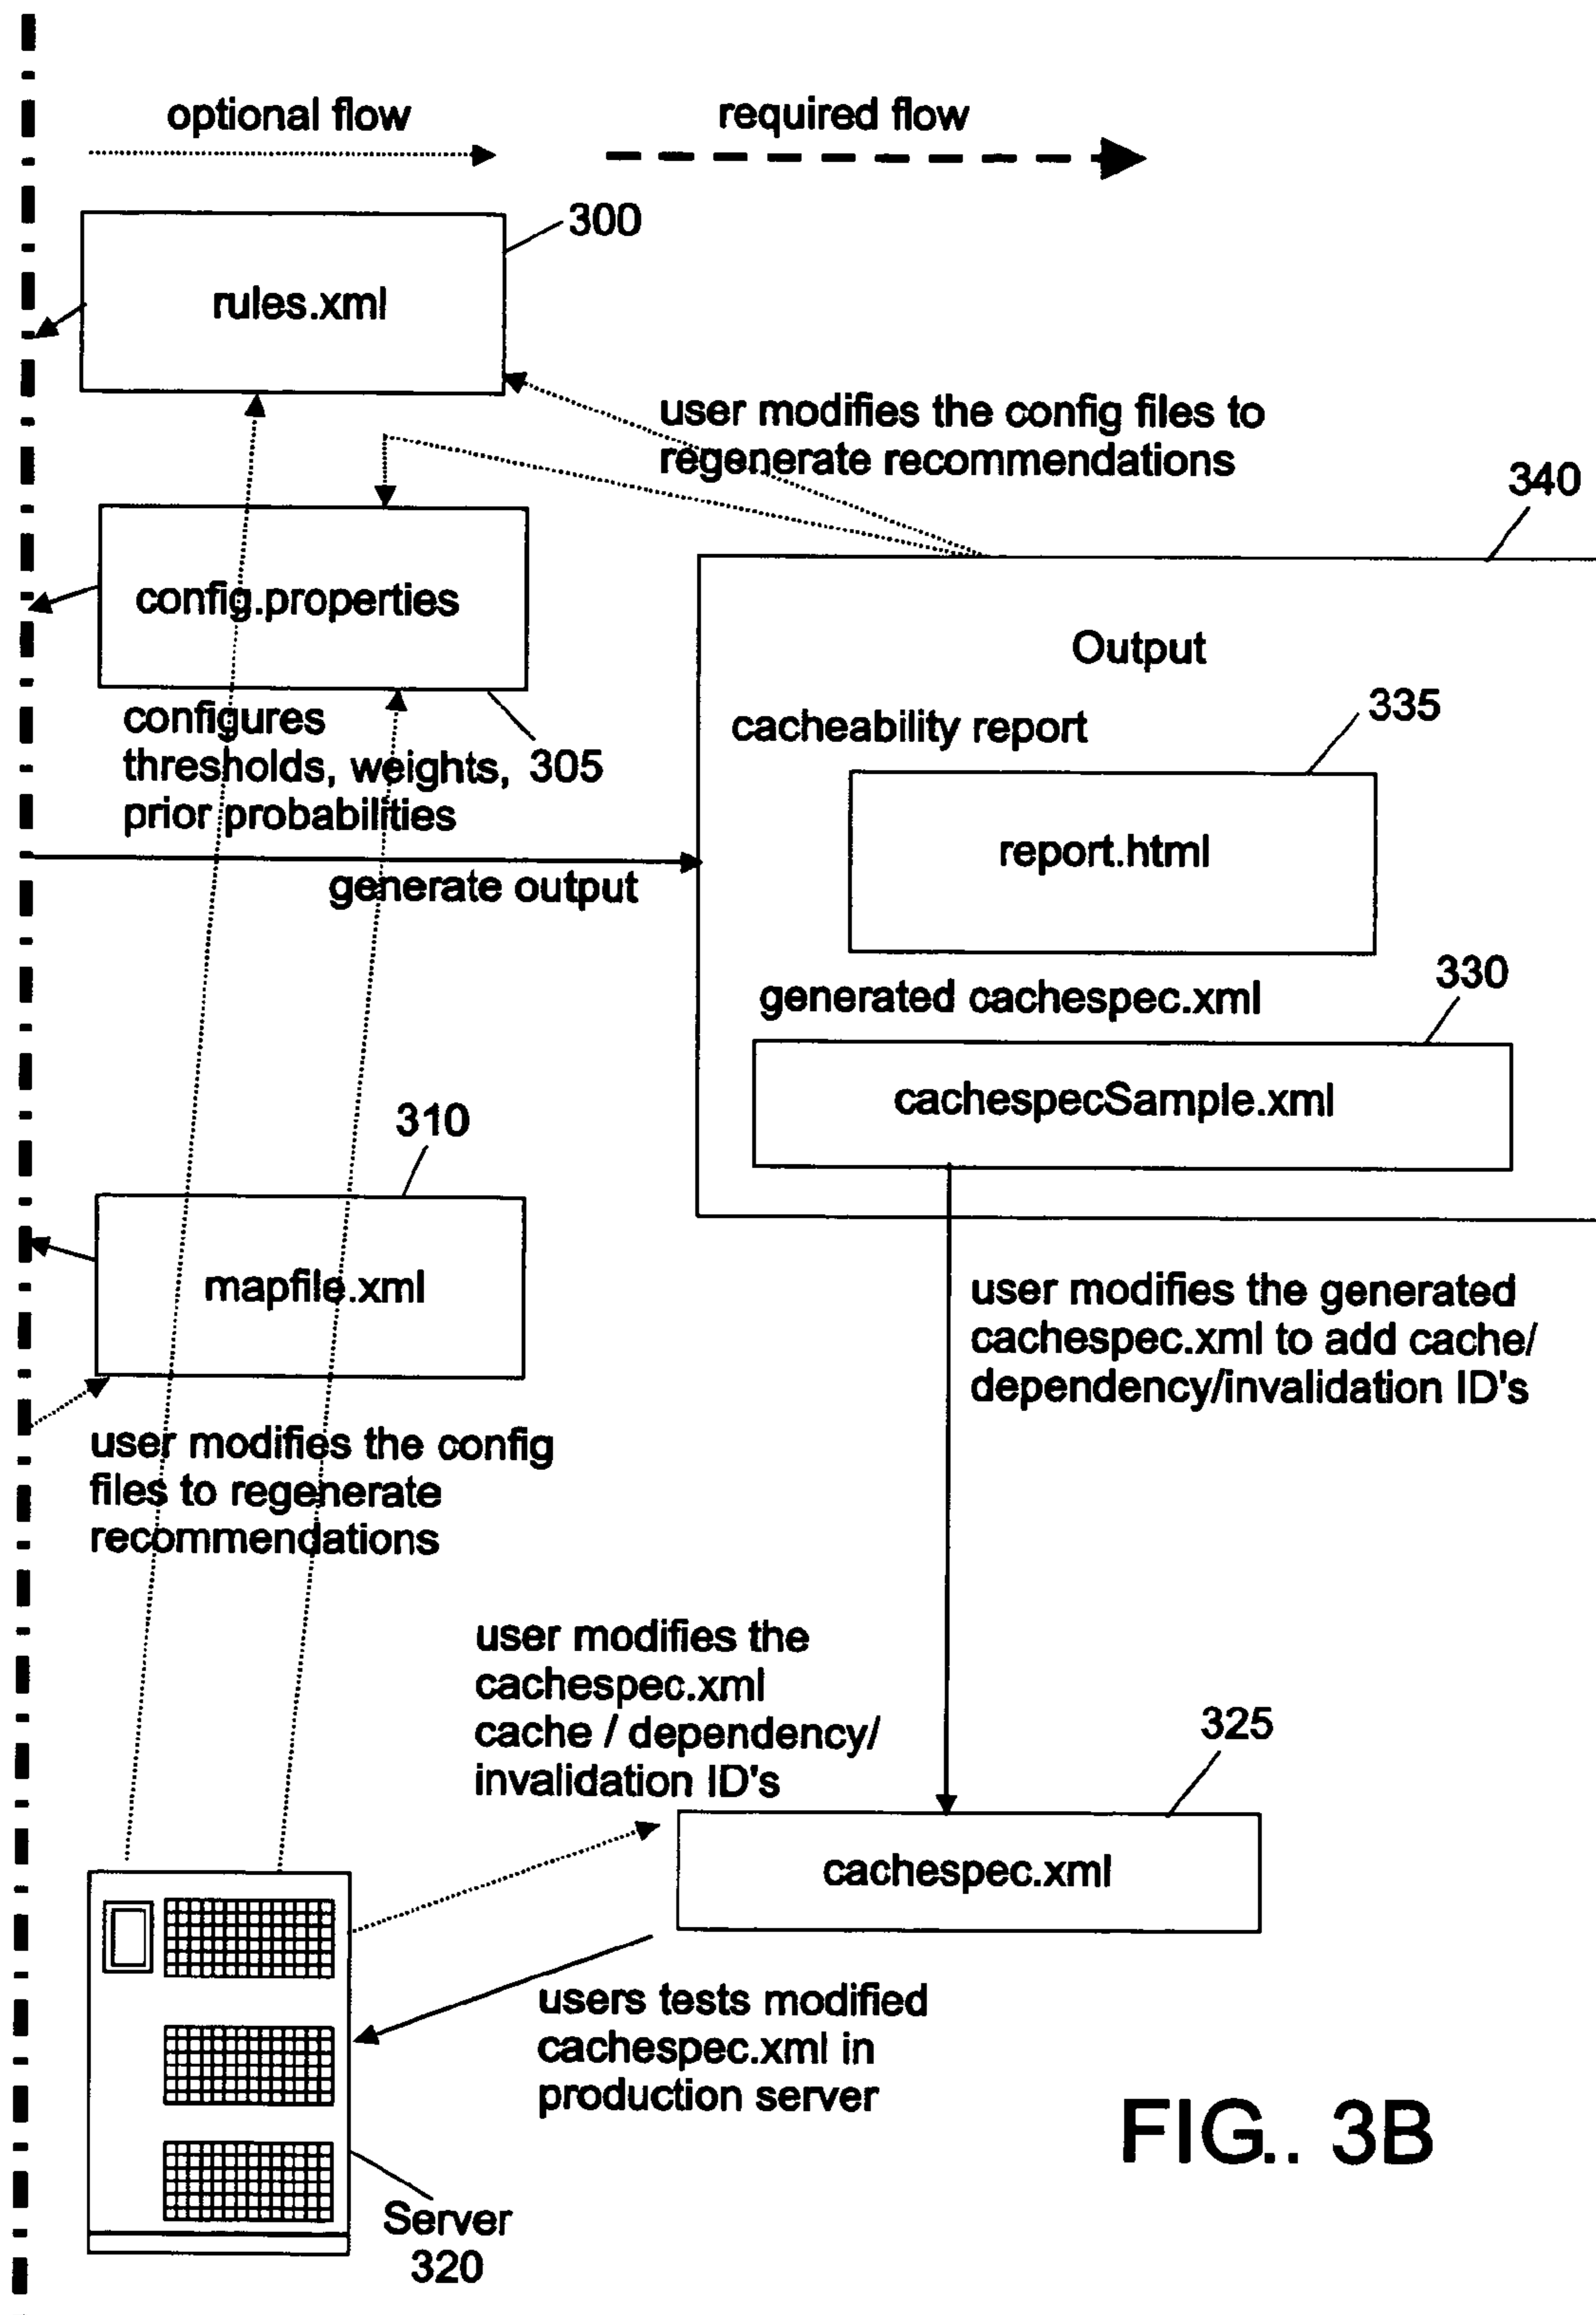 optional flow
required flow
300
rules.xml
user modifies the config files to
regenerate recommendations
340
config.properties
Output
configures
thresholds, weights,
prior probabilities
305
cacheability report
335
report.html
generate output
330
generated cachespec.xml
cachespecSample.xml
310
mapfile.xml
user modifies the generated
cachespec.xml to add cache/
dependency/invalidation ID's
user modifies the config
files to regenerate
recommendations
user modifies the
cachespec.xml
cache / dependency/
invalidation ID's
325
cachespec.xml
users tests modified
cachespec.xml in
production server
Server
320
FIG.. 3B